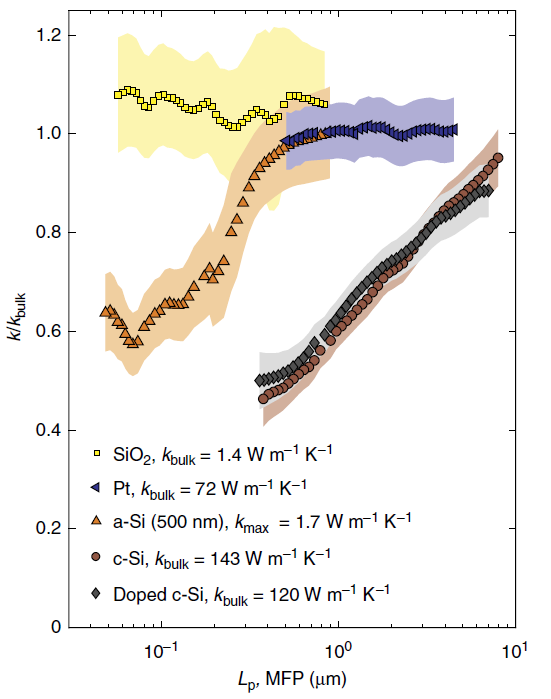 1.2
1.0
0.8
0.6
0.4
0.2
0
k/kbulk
SiO₂, kbulk = 1.4 W m⁻¹ K⁻¹
Pt, kbulk = 72 W m⁻¹ K⁻¹
a-Si (500 nm), kmax = 1.7 W m⁻¹ K⁻¹
c-Si, kbulk = 143 W m⁻¹ K⁻¹
Doped c-Si, kbulk = 120 W m⁻¹ K⁻¹
10⁻¹ 10⁰ 10¹
Lp, MFP (μm)